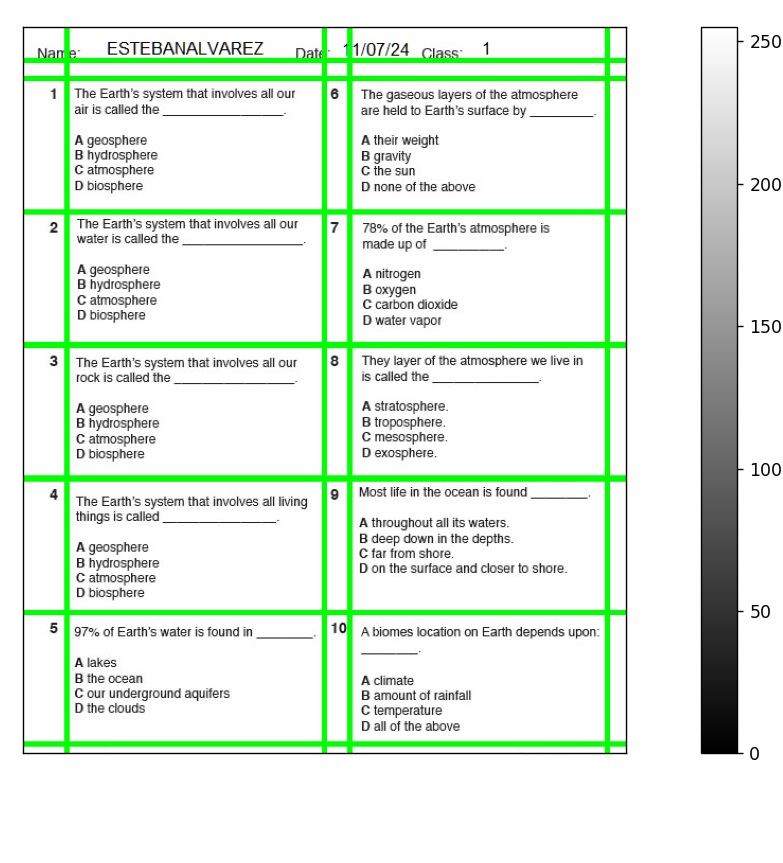 Name: ESTEBANALVAREZ Date: 11/07/24 Class: 1
1 The Earth's system that involves all our
air is called the _________________.
A geosphere
B hydrosphere
C atmosphere
D biosphere
2 The Earth's system that involves all our
water is called the _________________.
A geosphere
B hydrosphere
C atmosphere
D biosphere
3 The Earth's system that involves all our
rock is called the _________________.
A geosphere
B hydrosphere
C atmosphere
D biosphere
4 The Earth's system that involves all living
things is called ________________.
A geosphere
B hydrosphere
C atmosphere
D biosphere
5 97% of Earth's water is found in ________.
A lakes
B the ocean
C our underground aquifers
D the clouds
6 The gaseous layers of the atmosphere
are held to Earth's surface by _________.
A their weight
B gravity
C the sun
D none of the above
7 78% of the Earth's atmosphere is
made up of __________.
A nitrogen
B oxygen
C carbon dioxide
D water vapor
8 They layer of the atmosphere we live in
is called the _______________.
A stratosphere.
B troposphere.
C mesosphere.
D exosphere.
9 Most life in the ocean is found ________.
A throughout all its waters.
B deep down in the depths.
C far from shore.
D on the surface and closer to shore.
10 A biomes location on Earth depends upon:
________.
A climate
B amount of rainfall
C temperature
D all of the above
250
200
150
100
50
0